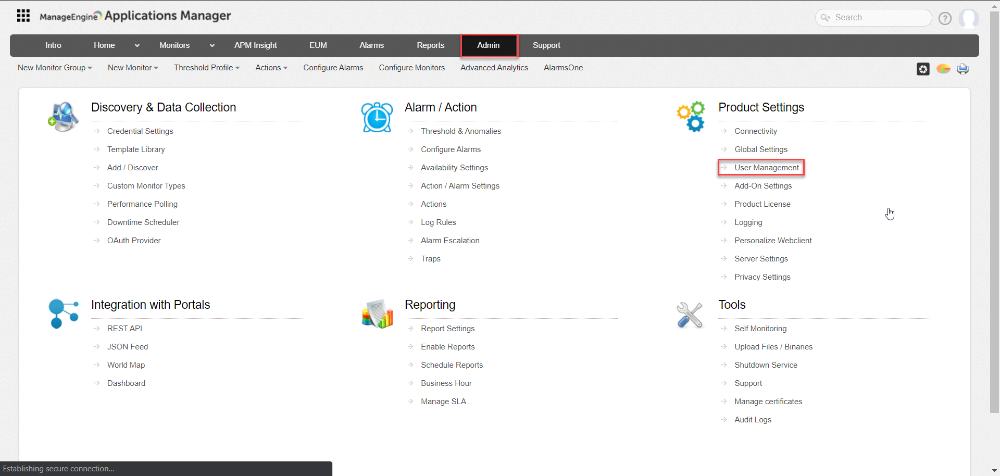 ManageEngine Applications Manager
Search...
?
Intro Home Monitors APM Insight EUM Alarms Reports Admin Support
New Monitor Group New Monitor Threshold Profile Actions Configure Alarms Configure Monitors Advanced Analytics AlarmsOne
Discovery & Data Collection
Credential Settings
Template Library
Add / Discover
Custom Monitor Types
Performance Polling
Downtime Scheduler
OAuth Provider
Alarm / Action
Threshold & Anomalies
Configure Alarms
Availability Settings
Action / Alarm Settings
Actions
Log Rules
Alarm Escalation
Traps
Product Settings
Connectivity
Global Settings
User Management
Add-On Settings
Product License
Logging
Personalize Webclient
Server Settings
Privacy Settings
Integration with Portals
REST API
JSON Feed
World Map
Dashboard
Reporting
Report Settings
Enable Reports
Schedule Reports
Business Hour
Manage SLA
Tools
Self Monitoring
Upload Files / Binaries
Shutdown Service
Support
Manage certificates
Audit Logs
Establishing secure connection...